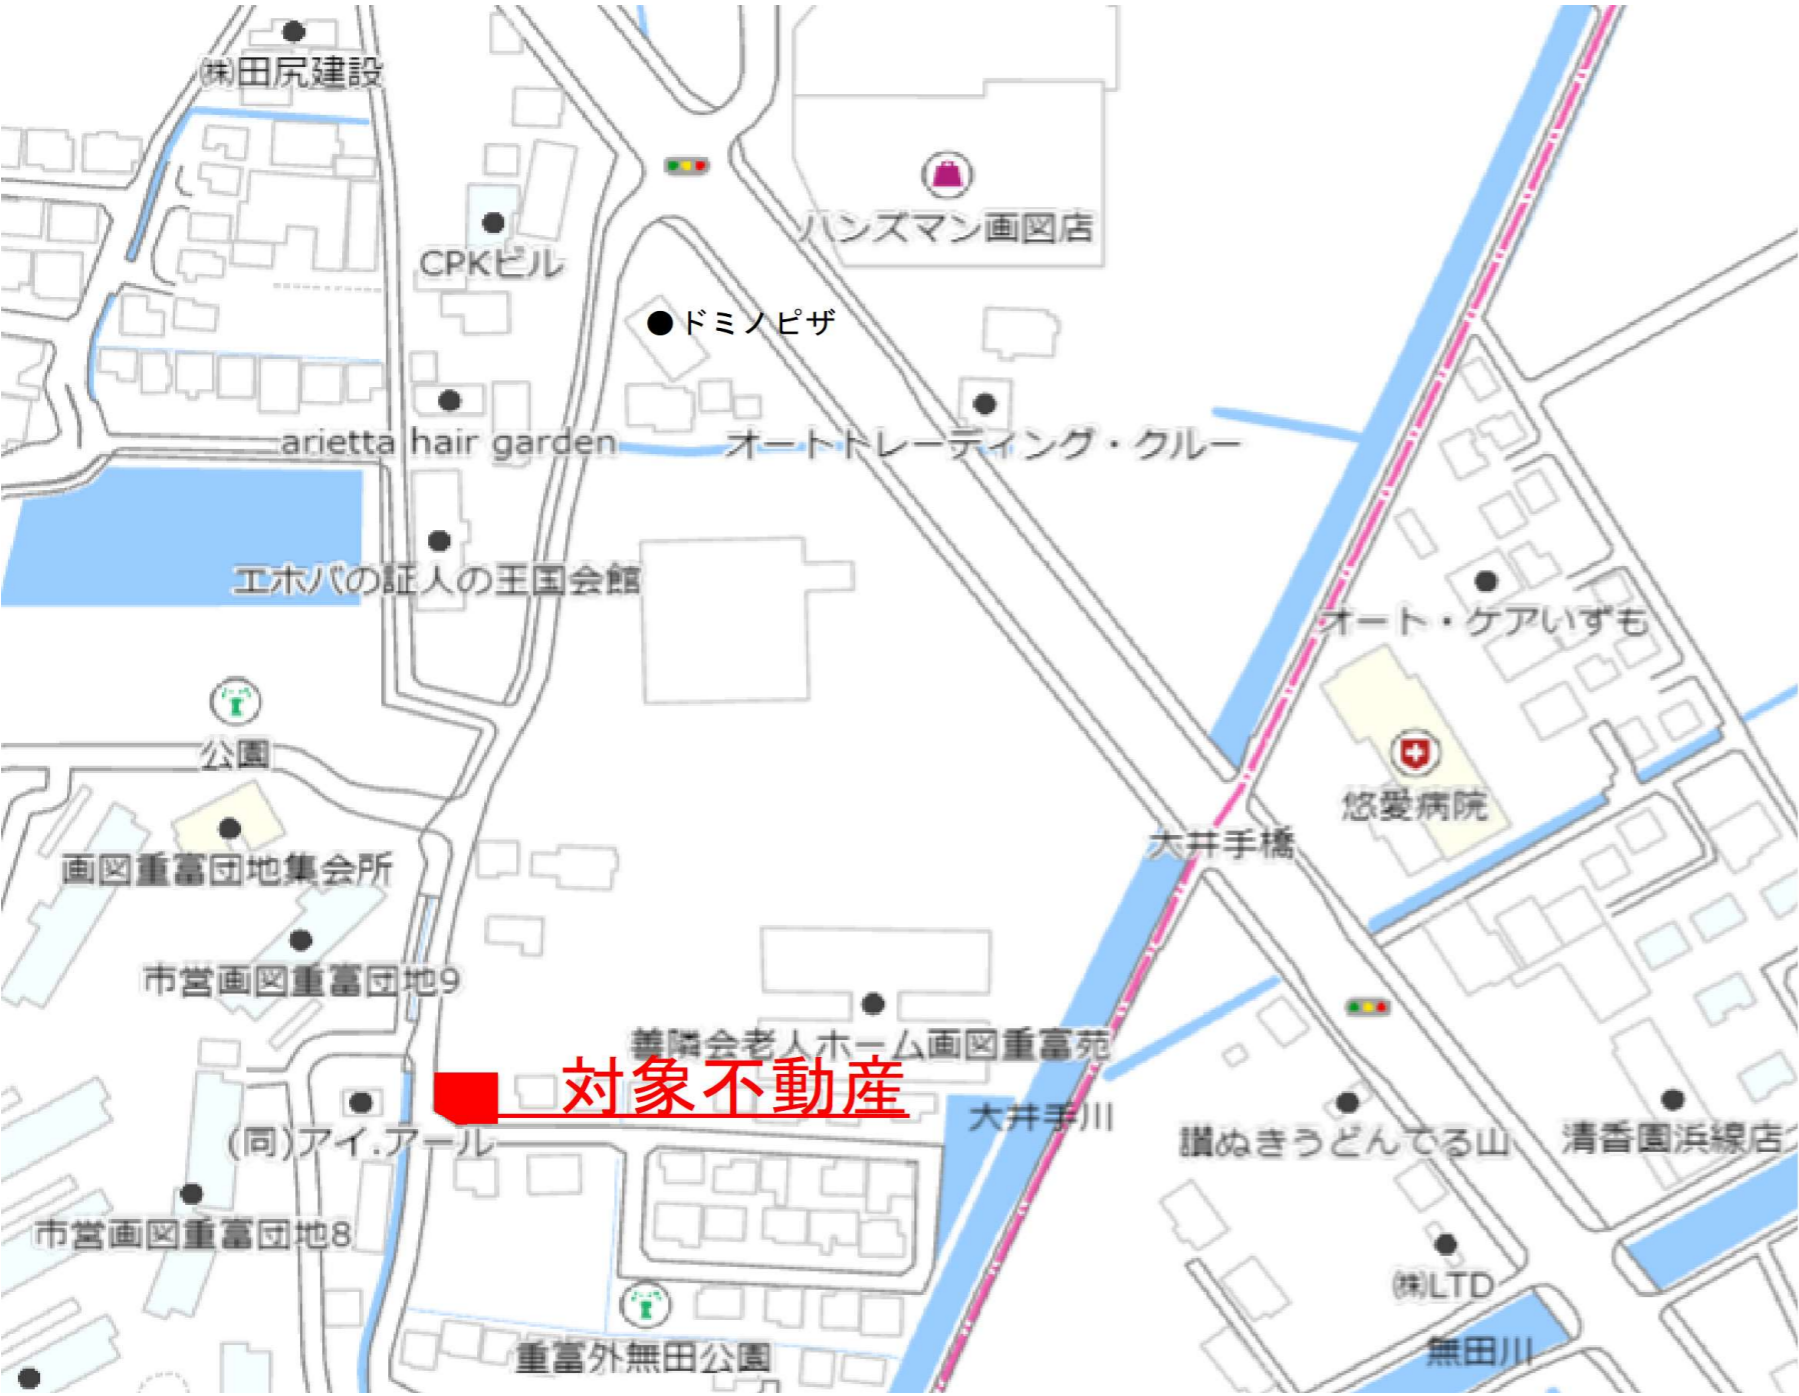 ㈱田尻建設
ハンズマン画図店
CPKビル
●ドミノピザ
arietta hair garden
オートトレーディング・クルー
エホバの証人の王国会館
オート・ケアいずも
公園
悠愛病院
大井手橋
画図重富団地集会所
市営画図重富団地9
善隣会老人ホーム画図重富苑
対象不動産
大井手川
(同)アイ.アール
讃ぬきうどんてる山
清香園浜線店
市営画図重富団地8
㈱LTD
無田川
重富外無田公園